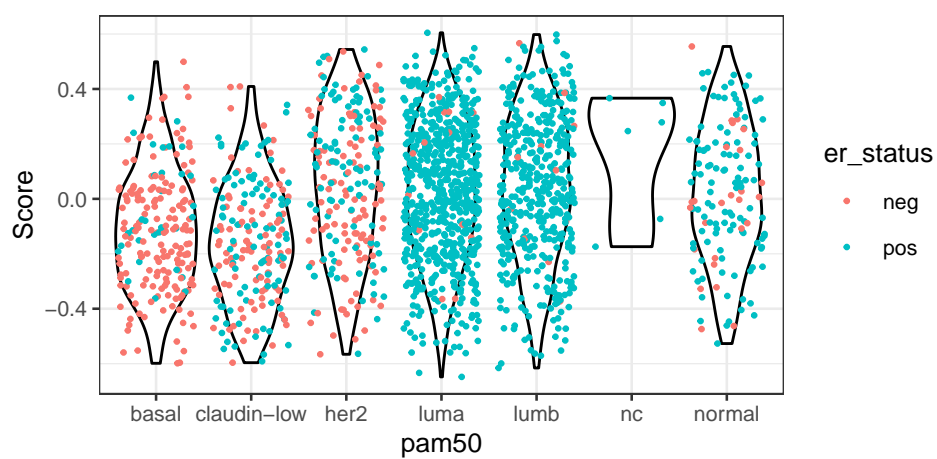 Score
0.4
0.0
−0.4
basal claudin−low her2 luma lumb nc normal
pam50
er_status
neg
pos